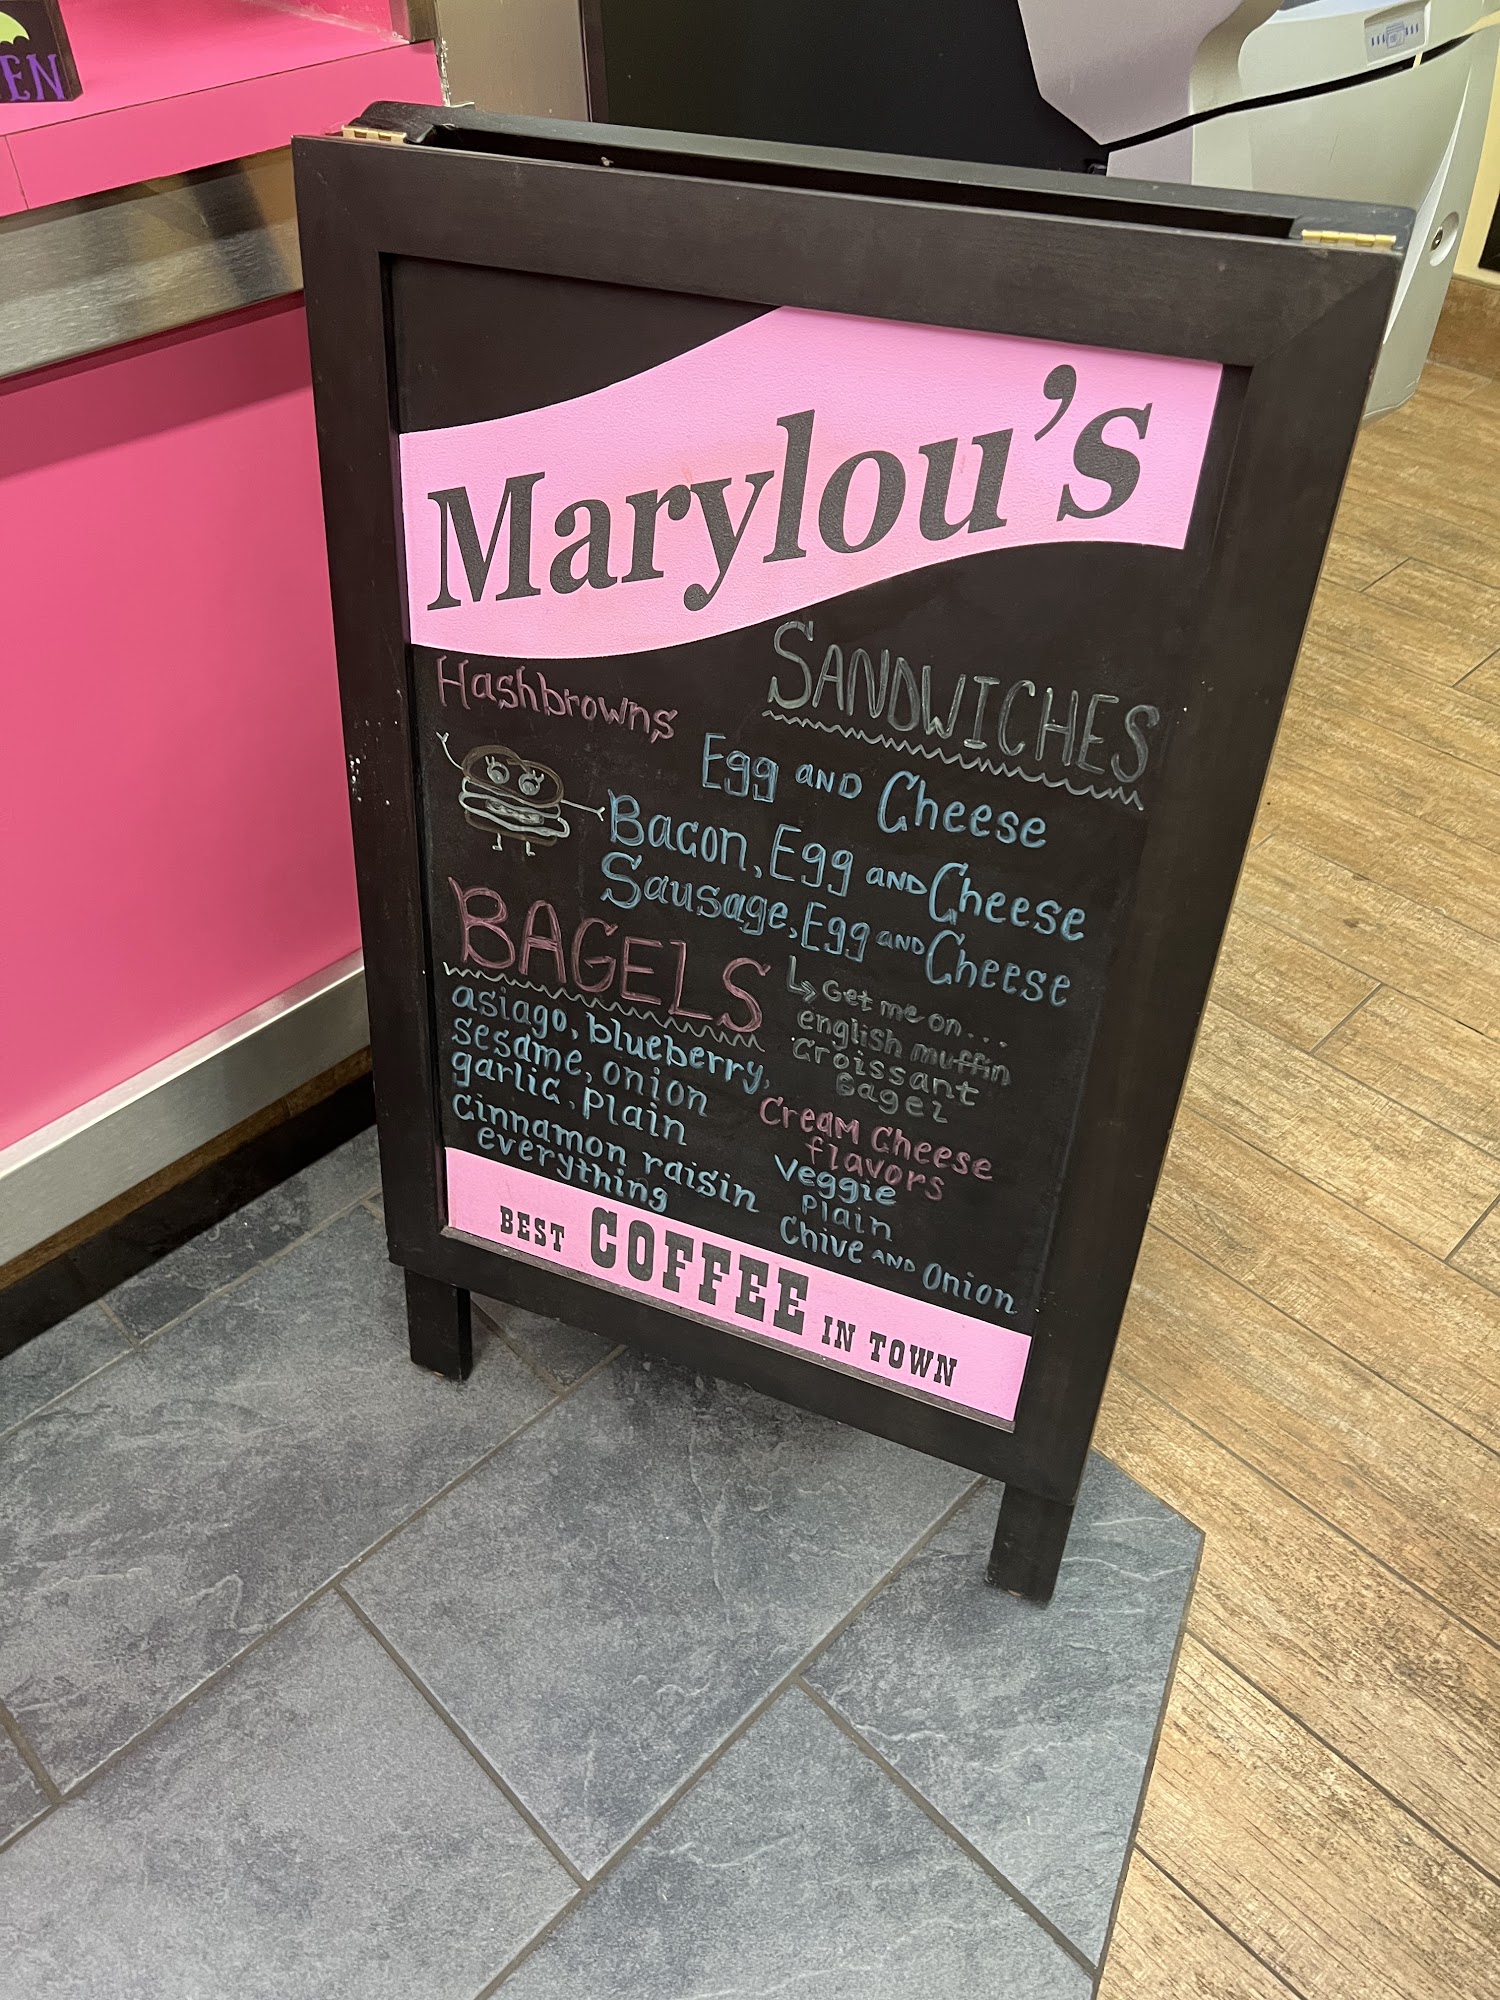 EN
Marylou's
Hashbrowns
SANDWICHES
Egg AND Cheese
Bacon, Egg AND Cheese
Sausage, Egg AND Cheese
↳ Get me on...
english muffin
croissant
Bagel
BAGELS
asiago, blueberry,
sesame, onion
garlic, plain
cinnamon raisin
everything
Cream Cheese
flavors
veggie
plain
Chive AND Onion
BEST COFFEE IN TOWN